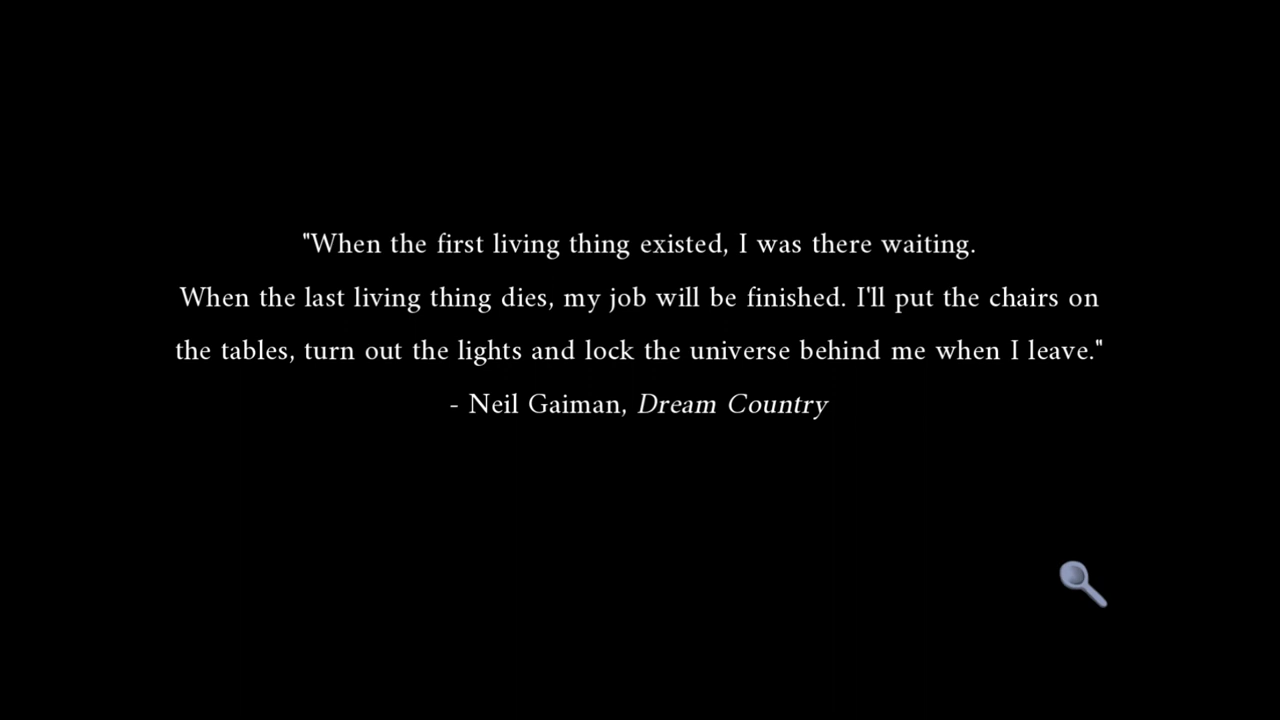 "When the first living thing existed, I was there waiting.
When the last living thing dies, my job will be finished. I'll put the chairs on
the tables, turn out the lights and lock the universe behind me when I leave."
- Neil Gaiman, Dream Country